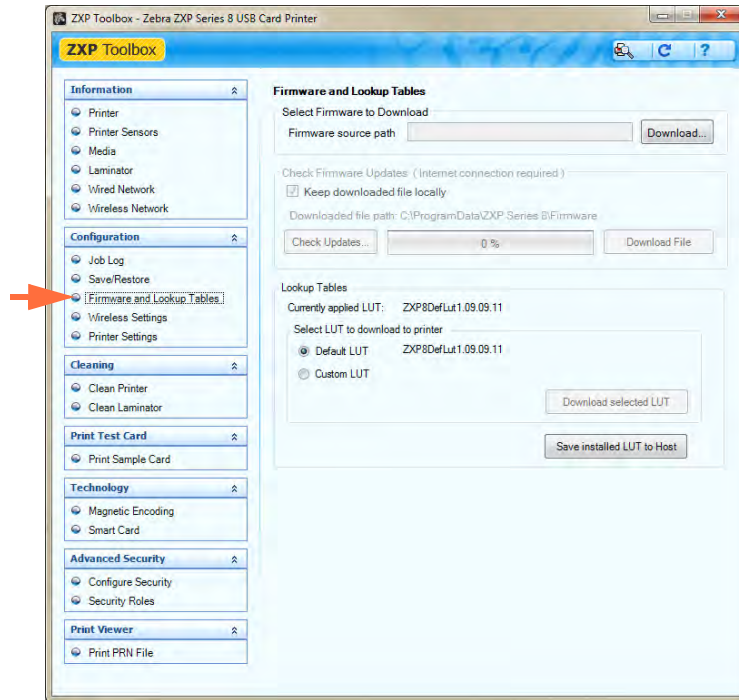 ZXP Toolbox - Zebra ZXP Series 8 USB Card Printer
ZXP Toolbox
?
Information
Printer
Printer Sensors
Media
Laminator
Wired Network
Wireless Network
Configuration
Job Log
Save/Restore
Firmware and Lookup Tables
Wireless Settings
Printer Settings
Cleaning
Clean Printer
Clean Laminator
Print Test Card
Print Sample Card
Technology
Magnetic Encoding
Smart Card
Advanced Security
Configure Security
Security Roles
Print Viewer
Print PRN File
Firmware and Lookup Tables
Select Firmware to Download
Firmware source path
Download...
Check Firmware Updates ( Internet connection required )
Keep downloaded file locally
Downloaded file path: C:\ProgramData\ZXP Series 8\Firmware
Check Updates...
0 %
Download File
Lookup Tables
Currently applied LUT: ZXP8DefLut1.09.09.11
Select LUT to download to printer
Default LUT ZXP8DefLut1.09.09.11
Custom LUT
Download selected LUT
Save installed LUT to Host